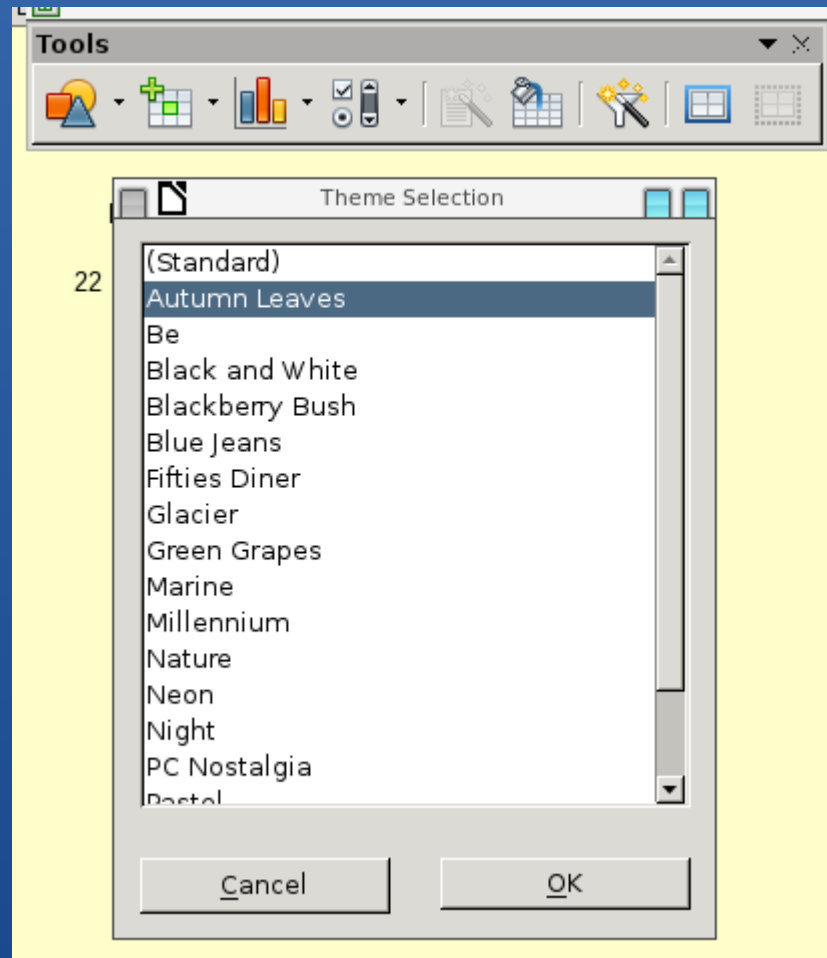 Tools
Theme Selection
22
(Standard)
Autumn Leaves
Be
Black and White
Blackberry Bush
Blue Jeans
Fifties Diner
Glacier
Green Grapes
Marine
Millennium
Nature
Neon
Night
PC Nostalgia
Pastel
Cancel
OK